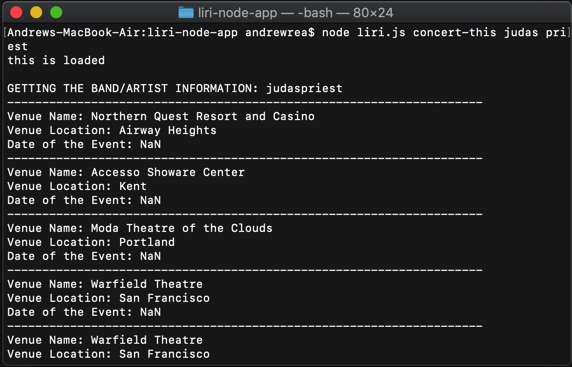 liri-node-app — -bash — 80×24
[Andrews-MacBook-Air:liri-node-app andrewrea$ node liri.js concert-this judas pri]
est
this is loaded
GETTING THE BAND/ARTIST INFORMATION: judaspriest
--------------------------------------------------------------------
Venue Name: Northern Quest Resort and Casino
Venue Location: Airway Heights
Date of the Event: NaN
--------------------------------------------------------------------
Venue Name: Accesso Showare Center
Venue Location: Kent
Date of the Event: NaN
--------------------------------------------------------------------
Venue Name: Moda Theatre of the Clouds
Venue Location: Portland
Date of the Event: NaN
--------------------------------------------------------------------
Venue Name: Warfield Theatre
Venue Location: San Francisco
Date of the Event: NaN
--------------------------------------------------------------------
Venue Name: Warfield Theatre
Venue Location: San Francisco